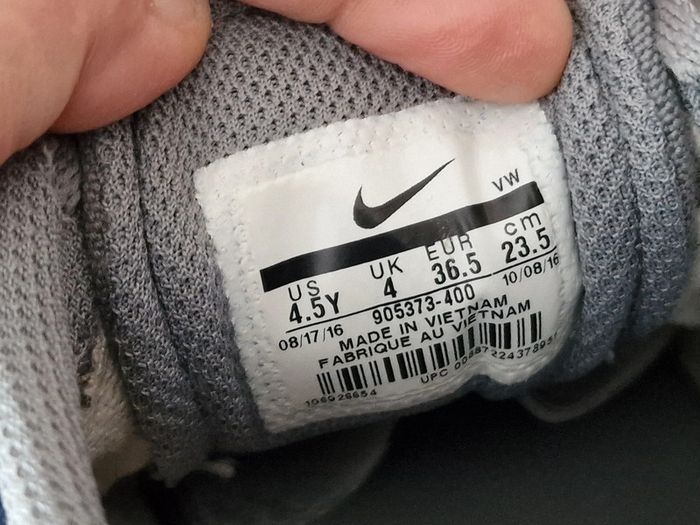 VW
US UK EUR cm
4.5Y 4 36.5 23.5
08/17/16 905373-400 10/08/16
MADE IN VIETNAM
FABRIQUE AU VIETNAM
106928654 UPC